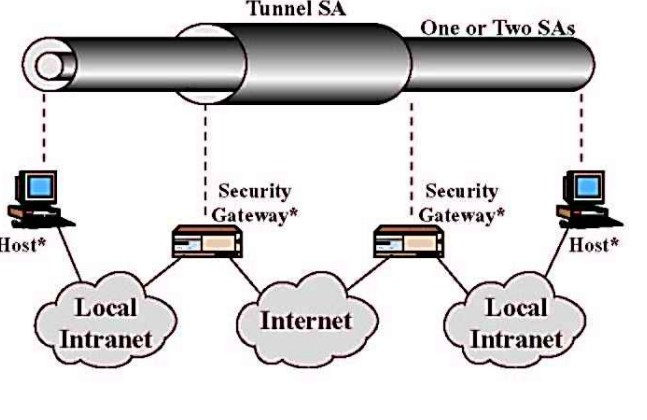 Tunnel SA
One or Two SAs
Security
Gateway*
Security
Gateway*
Host*
Host*
Local
Intranet
Internet
Local
Intranet